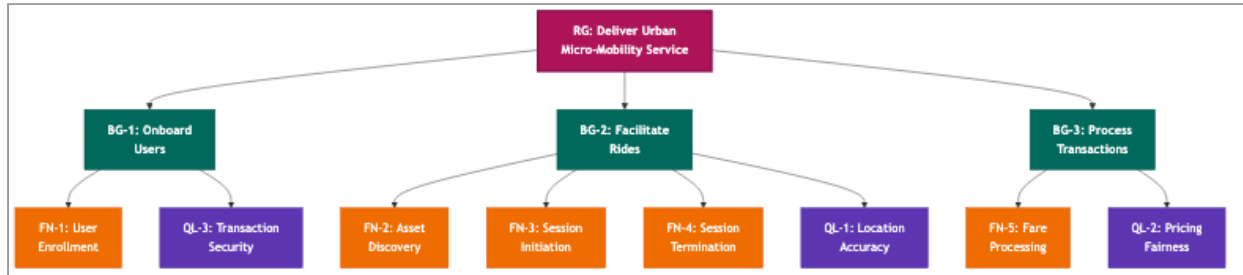 RG: Deliver Urban
Micro-Mobility Service
BG-1: Onboard
Users
BG-2: Facilitate
Rides
BG-3: Process
Transactions
FN-1: User
Enrollment
QL-3: Transaction
Security
FN-2: Asset
Discovery
FN-3: Session
Initiation
FN-4: Session
Termination
QL-1: Location
Accuracy
FN-5: Fare
Processing
QL-2: Pricing
Fairness